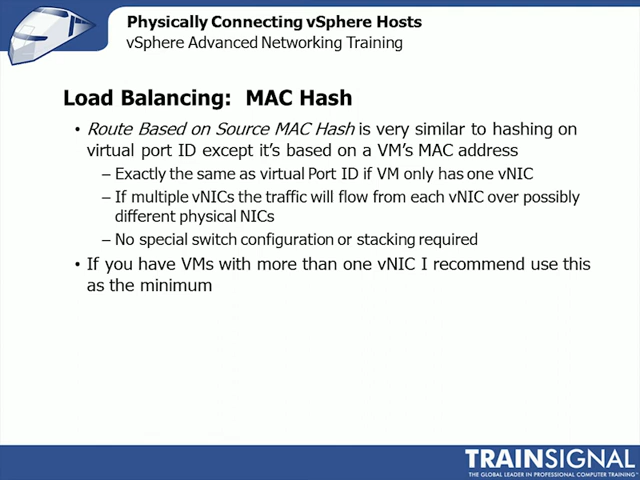 Physically Connecting vSphere Hosts
vSphere Advanced Networking Training
Load Balancing: MAC Hash
• Route Based on Source MAC Hash is very similar to hashing on
virtual port ID except it's based on a VM's MAC address
– Exactly the same as virtual Port ID if VM only has one vNIC
– If multiple vNICs the traffic will flow from each vNIC over possibly
different physical NICs
– No special switch configuration or stacking required
• If you have VMs with more than one vNIC I recommend use this
as the minimum
TRAINSIGNAL
THE GLOBAL LEADER IN PROFESSIONAL COMPUTER TRAINING